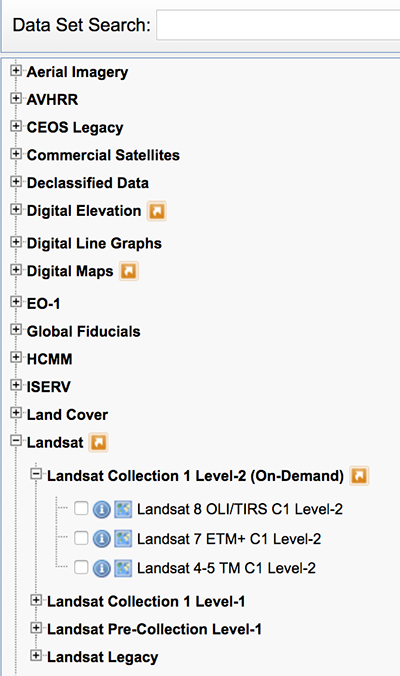 Data Set Search:
Aerial Imagery
AVHRR
CEOS Legacy
Commercial Satellites
Declassified Data
Digital Elevation
Digital Line Graphs
Digital Maps
EO-1
Global Fiducials
HCMM
ISERV
Land Cover
Landsat
Landsat Collection 1 Level-2 (On-Demand)
Landsat 8 OLI/TIRS C1 Level-2
Landsat 7 ETM+ C1 Level-2
Landsat 4-5 TM C1 Level-2
Landsat Collection 1 Level-1
Landsat Pre-Collection Level-1
Landsat Legacy